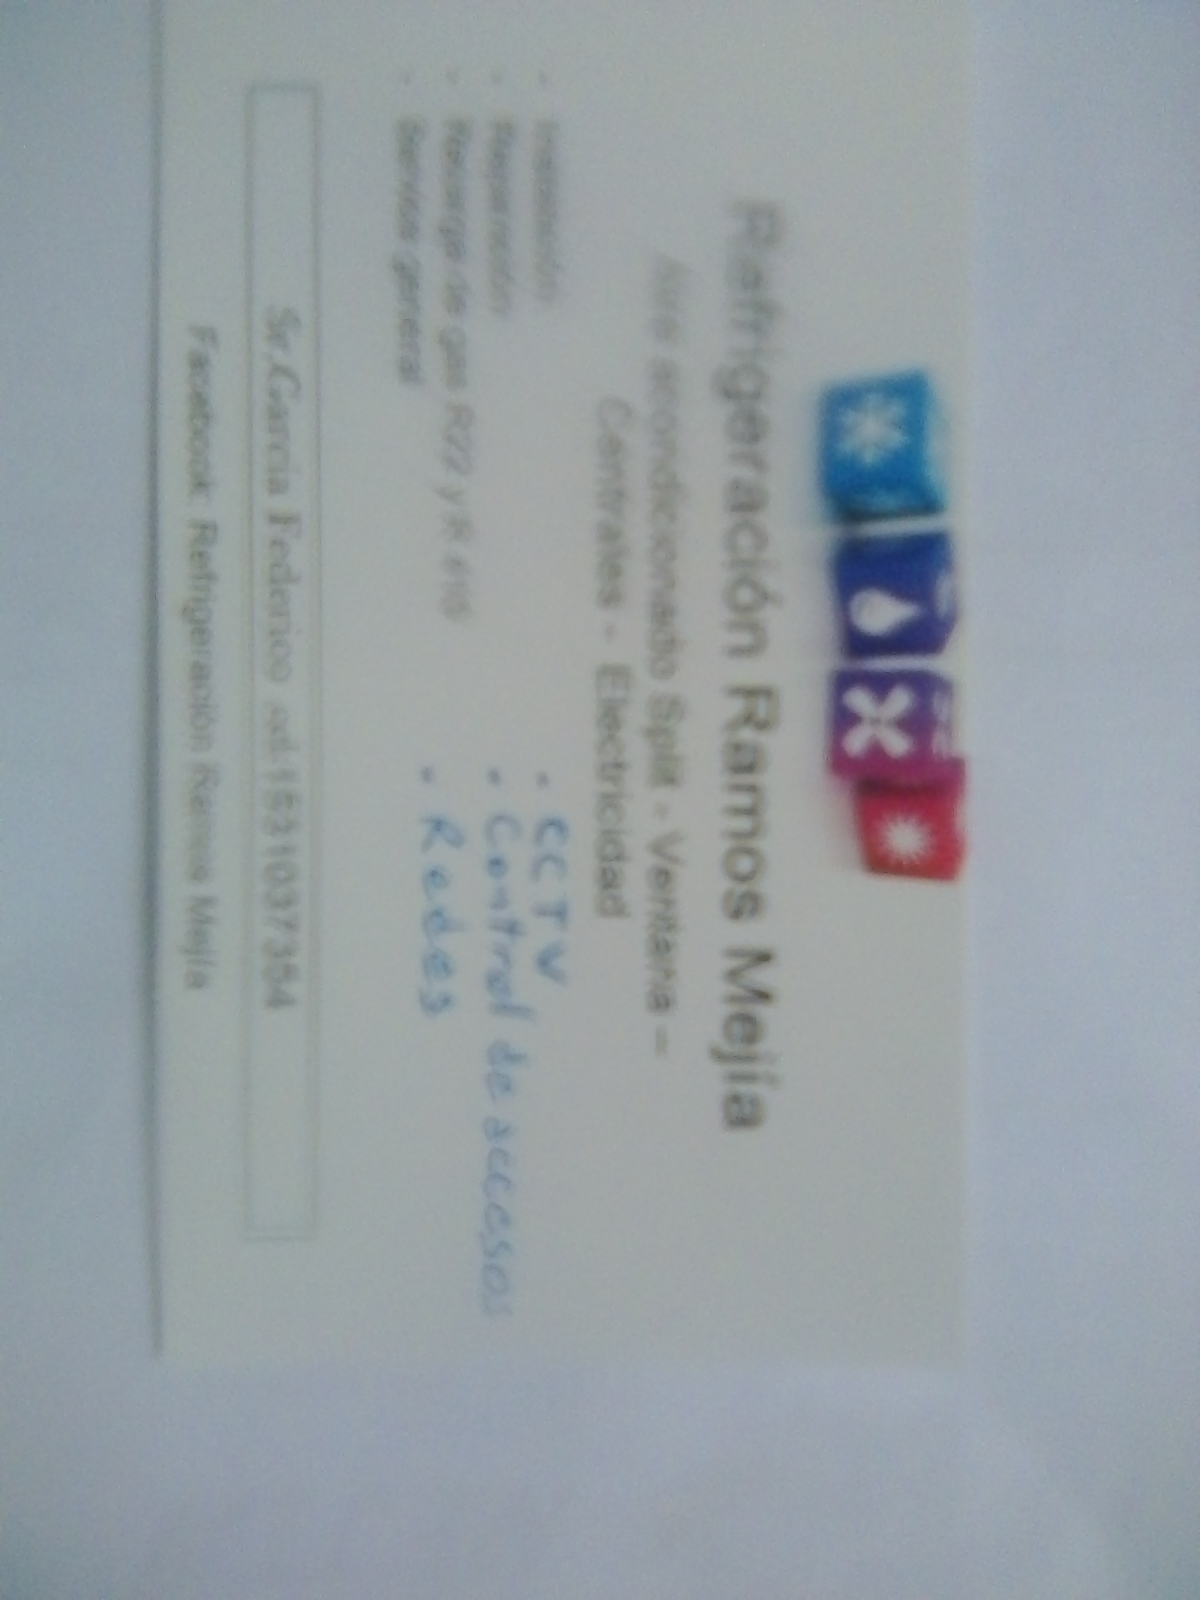 Refrigeración Ramos Mejía
Aire acondicionado Split - Ventana –
Centrales - Electricidad
- Instalación
- Reparación
- Recarga de gas R22 y R 410
- Service general
- CCTV
- Control de accesos
- Redes
Sr.Garcia Federico cel:1531037354
Facebook: Refrigeración Ramos Mejía